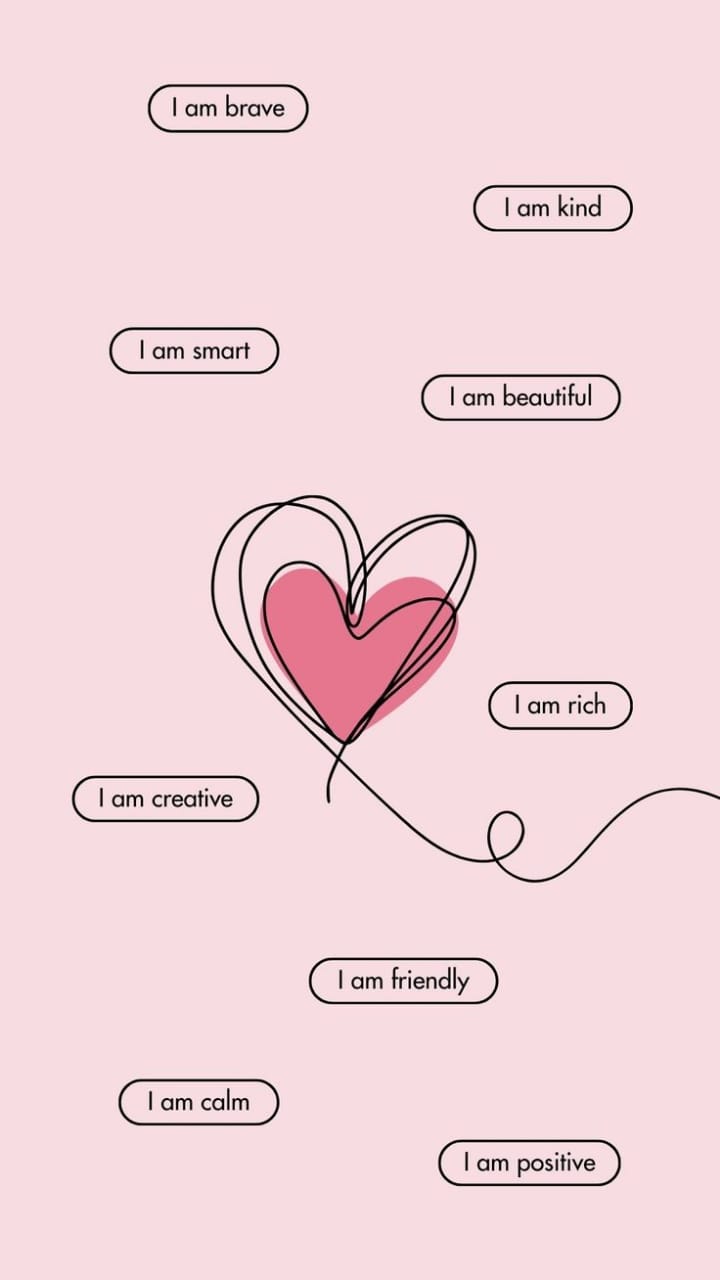 I am brave
I am kind
I am smart
I am beautiful
I am rich
I am creative
I am friendly
I am calm
I am positive